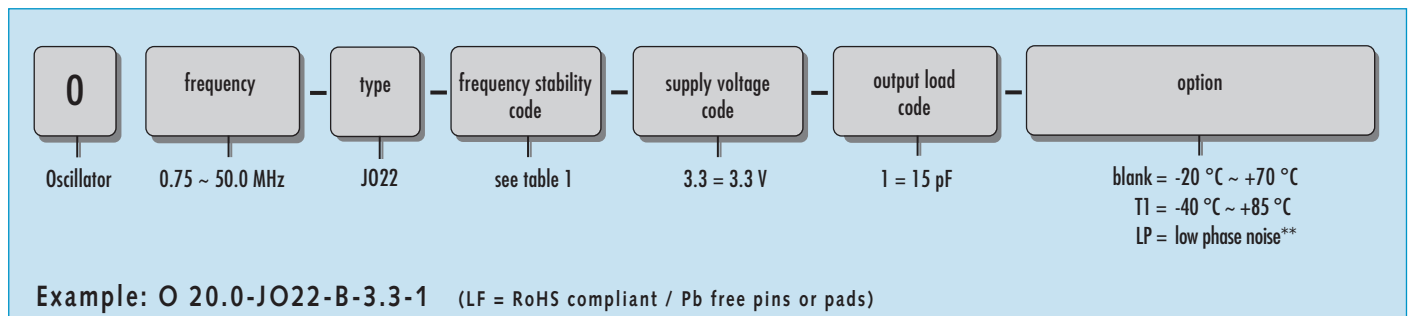 O
frequency
–
type
–
frequency stability
code
–
supply voltage
code
–
output load
code
–
option
Oscillator
0.75 ~ 50.0 MHz
JO22
see table 1
3.3 = 3.3 V
1 = 15 pF
blank = -20 °C ~ +70 °C
T1 = -40 °C ~ +85 °C
LP = low phase noise**
Example: O 20.0-JO22-B-3.3-1 (LF = RoHS compliant / Pb free pins or pads)